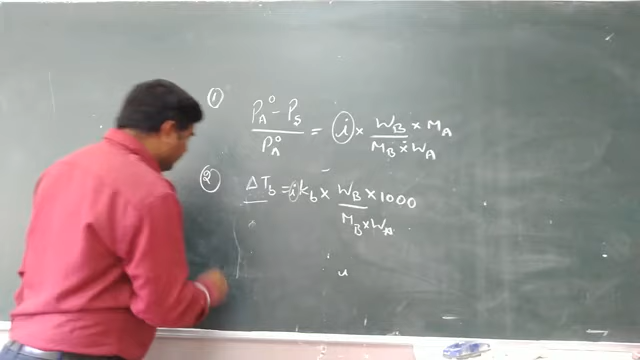 ① (P_A° - P_S) / P_A° = i × (W_B × M_A) / (M_B × W_A)
② ΔT_b = i K_b × (W_B × 1000) / (M_B × W_A)